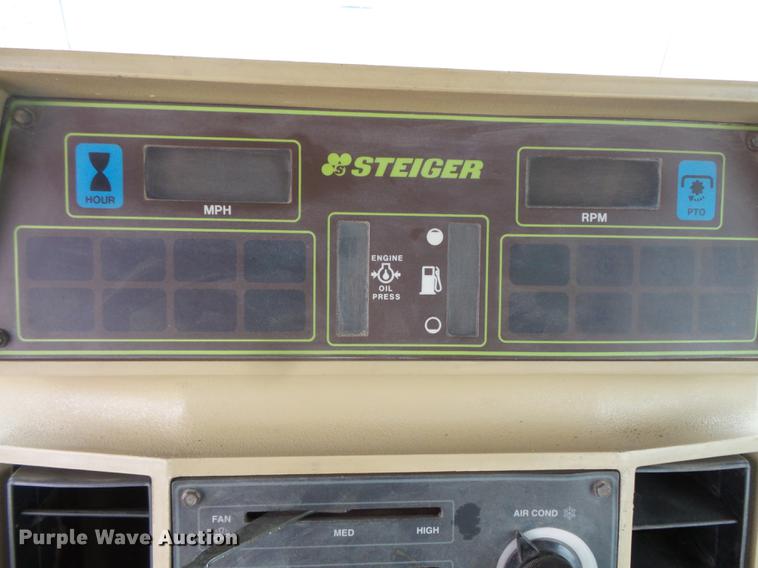 STEIGER
S
HOUR
MPH
RPM
PTO
ENGINE
OIL
PRESS
FAN
MED
HIGH
AIR COND
Purple Wave Auction